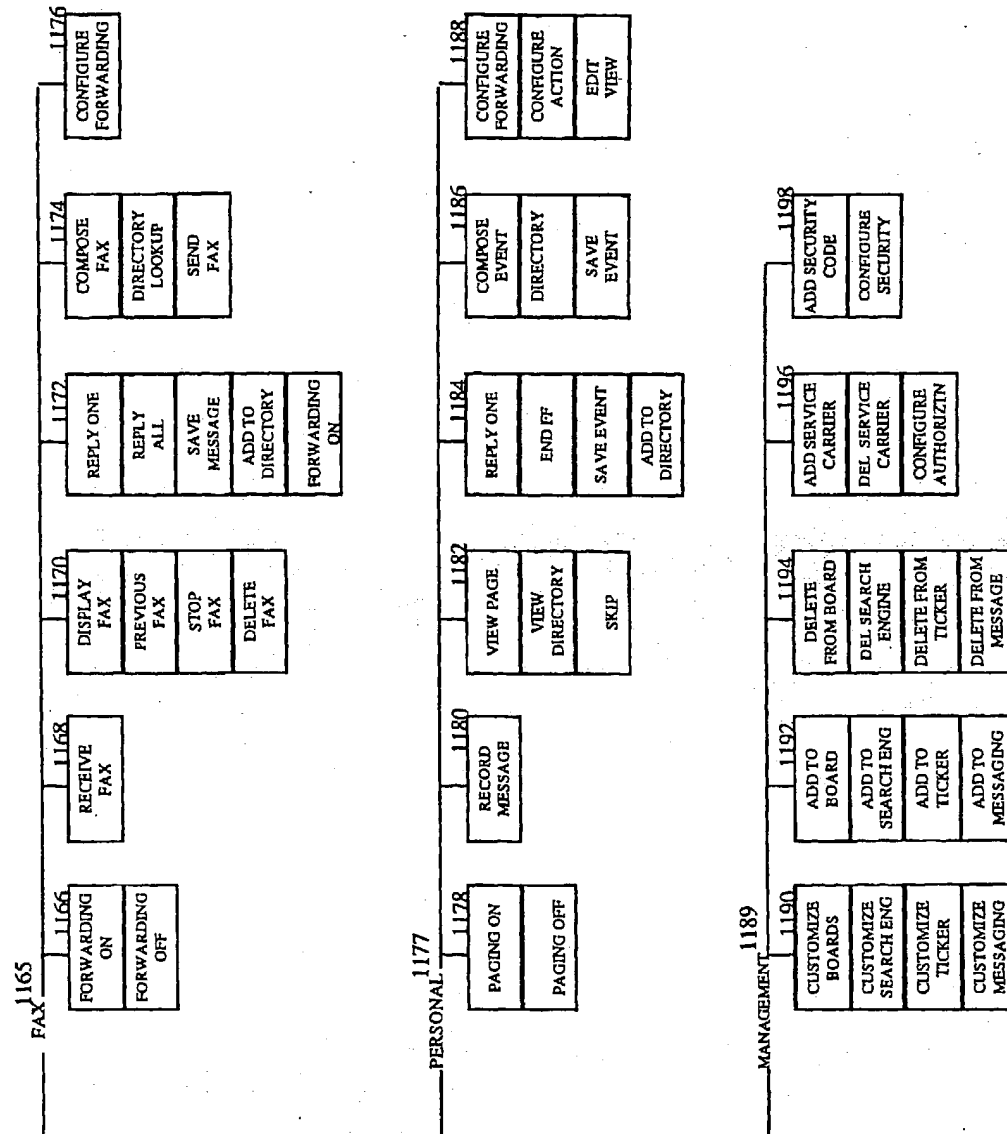 1165
FAX
1166
FORWARDING
ON
FORWARDING
OFF
1168
RECEIVE
FAX
1170
DISPLAY
FAX
PREVIOUS
FAX
STOP
FAX
DELETE
FAX
1172
REPLY ONE
REPLY
ALL
SAVE
MESSAGE
ADD TO
DIRECTORY
FORWARDING
ON
1174
COMPOSE
FAX
DIRECTORY
LOOKUP
SEND
FAX
1176
CONFIGURE
FORWARDING
1177
PERSONAL
1178
PAGING ON
PAGING OFF
1180
RECORD
MESSAGE
1182
VIEW PAGE
VIEW
DIRECTORY
SKIP
1184
REPLY ONE
END FF
SAVE EVENT
ADD TO
DIRECTORY
1186
COMPOSE
EVENT
DIRECTORY
SAVE
EVENT
1188
CONFIGURE
FORWARDING
CONFIGURE
ACTION
EDIT
VIEW
1189
MANAGEMENT
1190
CUSTOMIZE
BOARDS
CUSTOMIZE
SEARCH ENG
CUSTOMIZE
TICKER
CUSTOMIZE
MESSAGING
1192
ADD TO
BOARD
ADD TO
SEARCH ENG
ADD TO
TICKER
ADD TO
MESSAGING
1194
DELETE
FROM BOARD
DEL SEARCH
ENGINE
DELETE FROM
TICKER
DELETE FROM
MESSAGE
1196
ADD SERVICE
CARRIER
DEL SERVICE
CARRIER
CONFIGURE
AUTHORIZTN
1198
ADD SECURITY
CODE
CONFIGURE
SECURITY